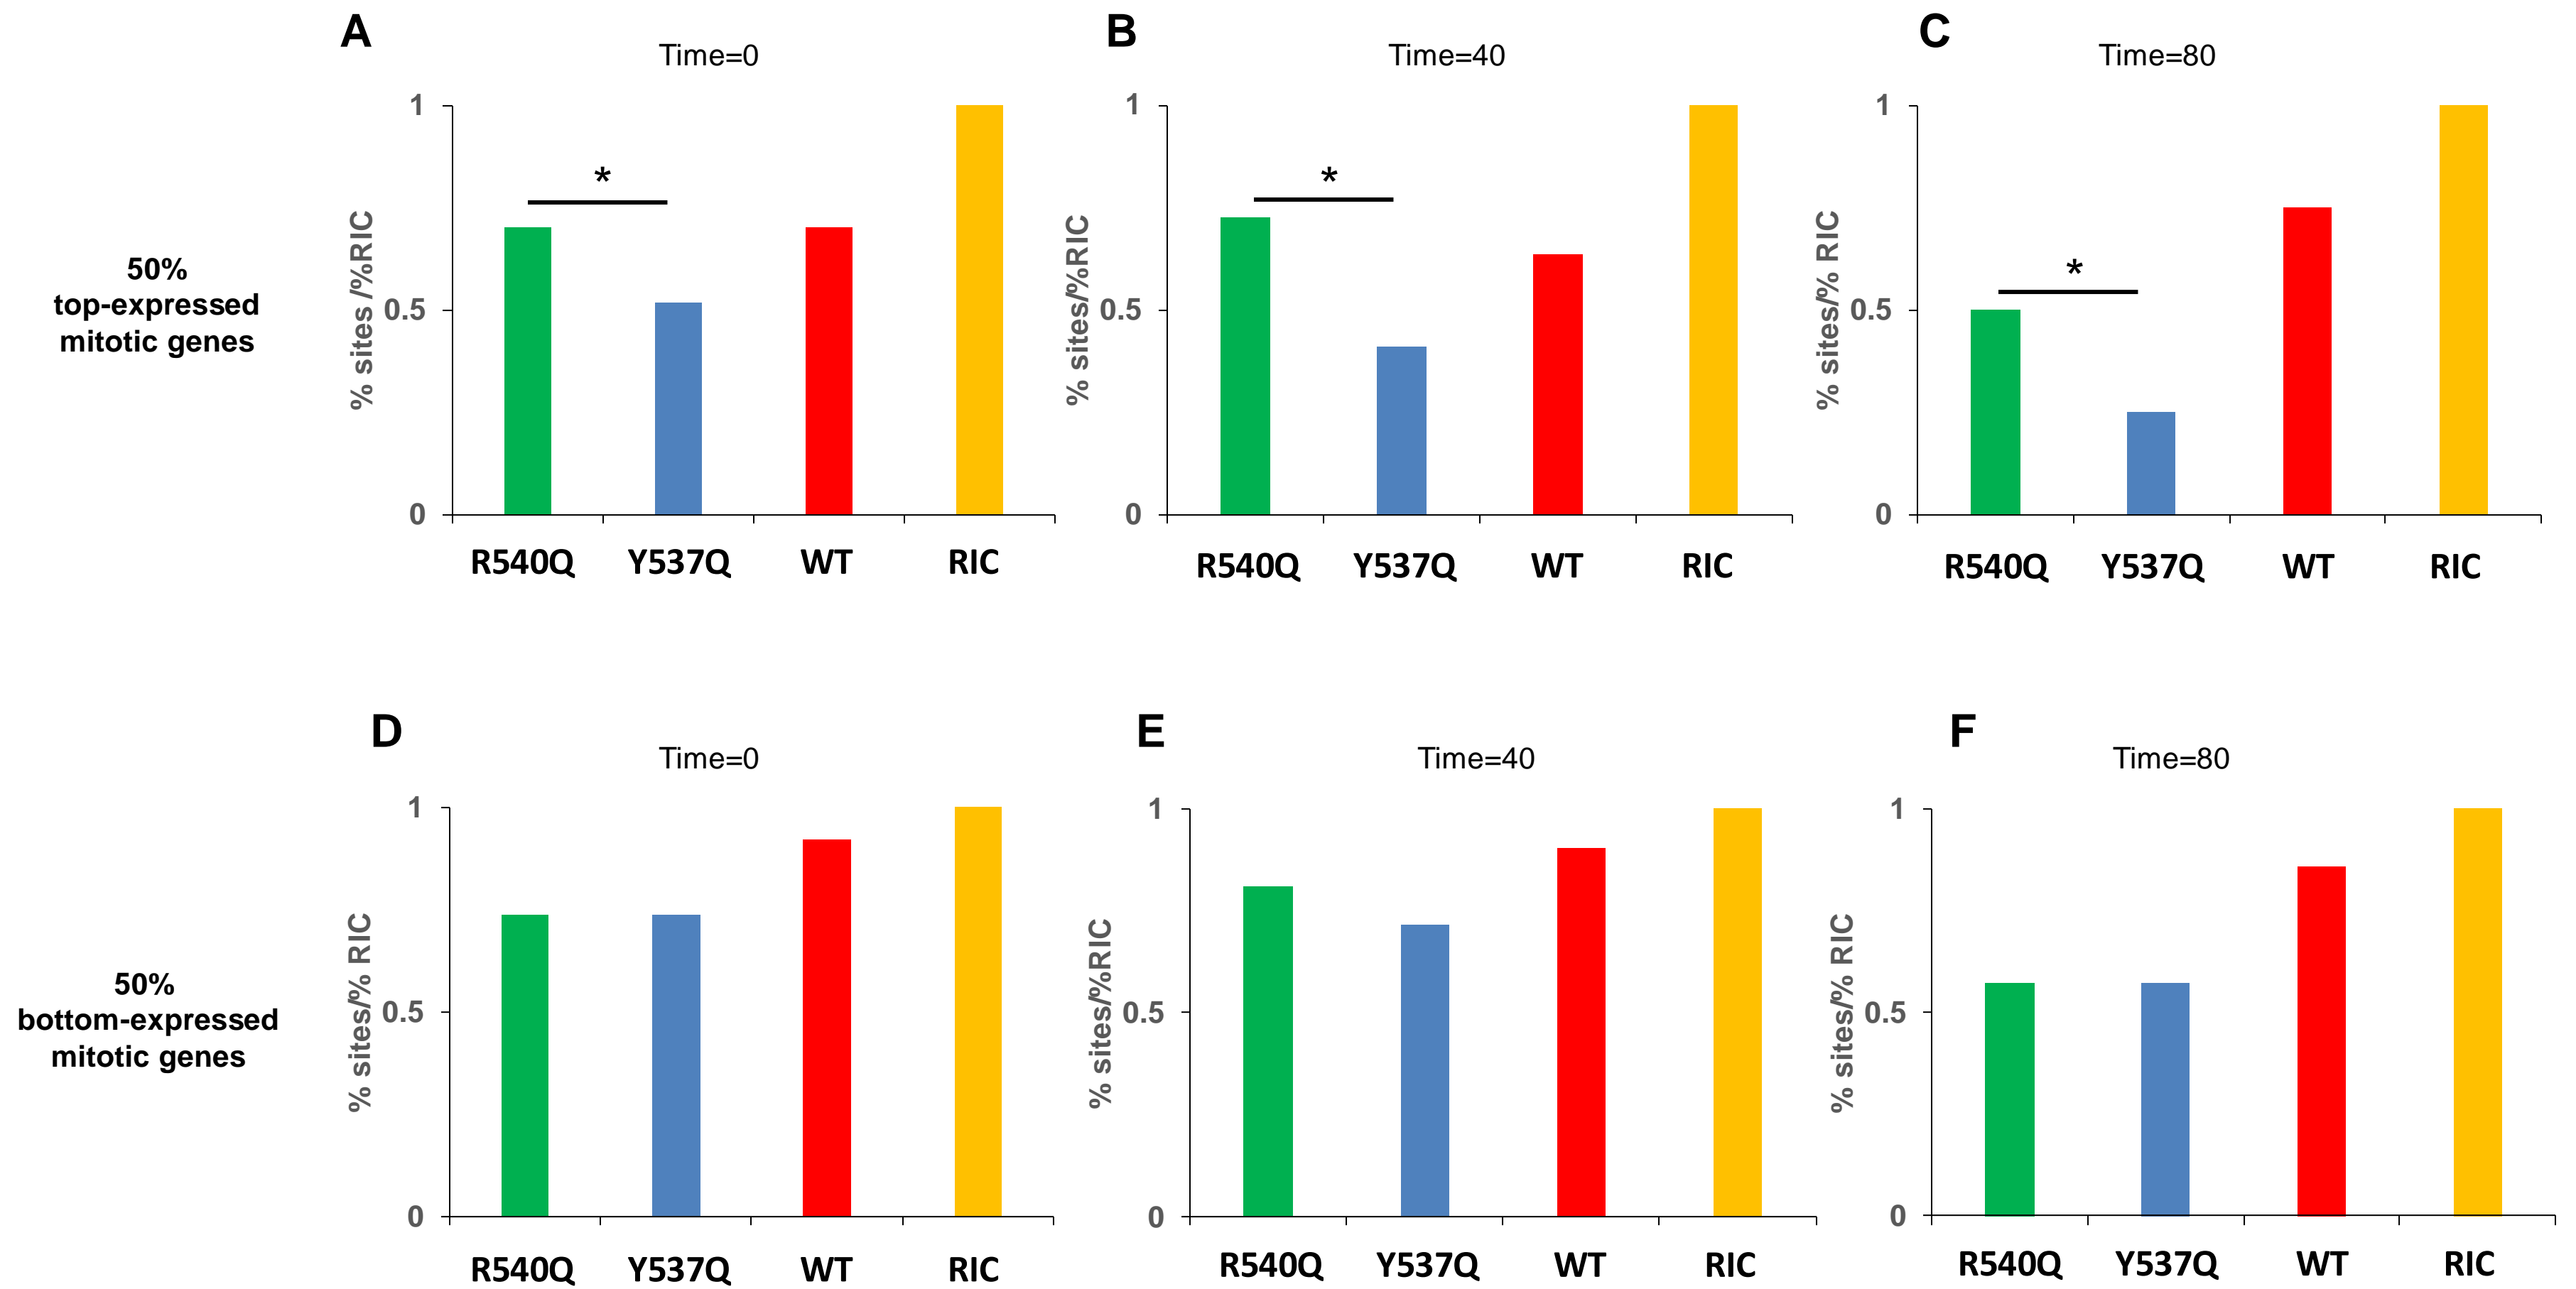 A
Time=0
B
Time=40
C
Time=80
50%
top-expressed
mitotic genes
% sites /%RIC
1
0.5
0
*
R540Q
Y537Q
WT
RIC
% sites/%RIC
1
0.5
0
*
R540Q
Y537Q
WT
RIC
% sites/% RIC
1
0.5
0
*
R540Q
Y537Q
WT
RIC
D
Time=0
E
Time=40
F
Time=80
50%
bottom-expressed
mitotic genes
% sites/% RIC
1
0.5
0
R540Q
Y537Q
WT
RIC
% sites/%RIC
1
0.5
0
R540Q
Y537Q
WT
RIC
% sites/% RIC
1
0.5
0
R540Q
Y537Q
WT
RIC